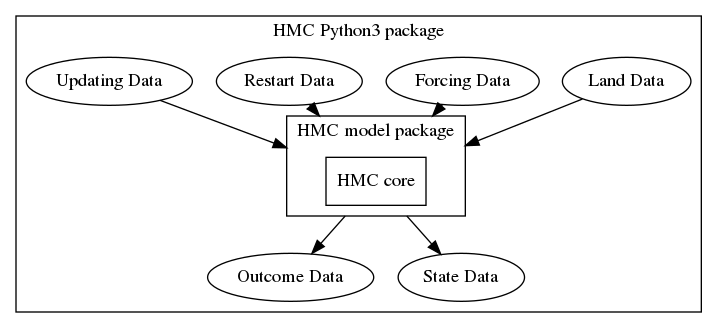 HMC Python3 package
Updating Data
Restart Data
Forcing Data
Land Data
HMC model package
HMC core
Outcome Data
State Data